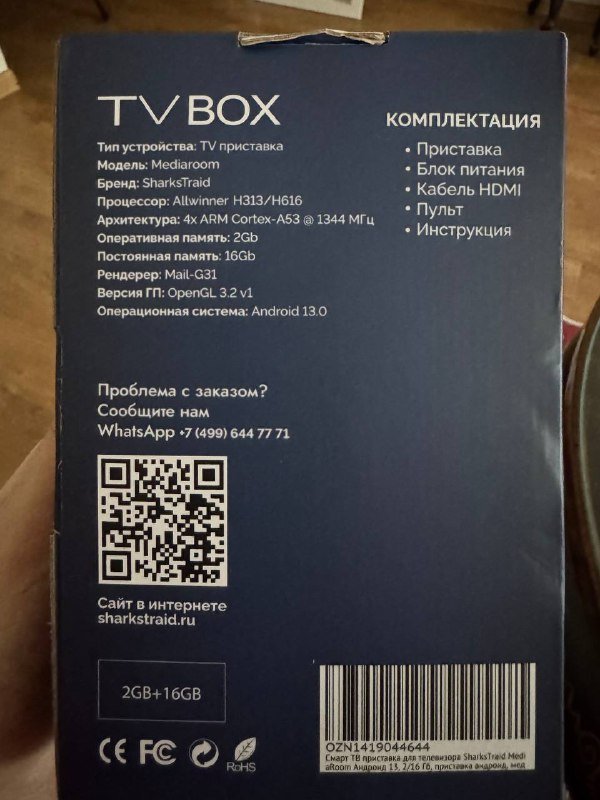 TV BOX
Тип устройства: TV приставка
Модель: Mediaroom
Бренд: SharksTraid
Процессор: Allwinner H313/H616
Архитектура: 4x ARM Cortex-A53 @ 1344 МГц
Оперативная память: 2Gb
Постоянная память: 16Gb
Рендерер: Mail-G31
Версия ГП: OpenGL 3.2 v1
Операционная система: Android 13.0
КОМПЛЕКТАЦИЯ
• Приставка
• Блок питания
• Кабель HDMI
• Пульт
• Инструкция
Проблема с заказом?
Сообщите нам
WhatsApp +7 (499) 644 77 71
Сайт в интернете
sharkstraid.ru
2GB+16GB
CE FC RoHS
OZN1419044644
Смарт ТВ приставка для телевизора SharksTraid Medi
aRoom Андроид 13, 2/16 Гб, приставка андроид, мед